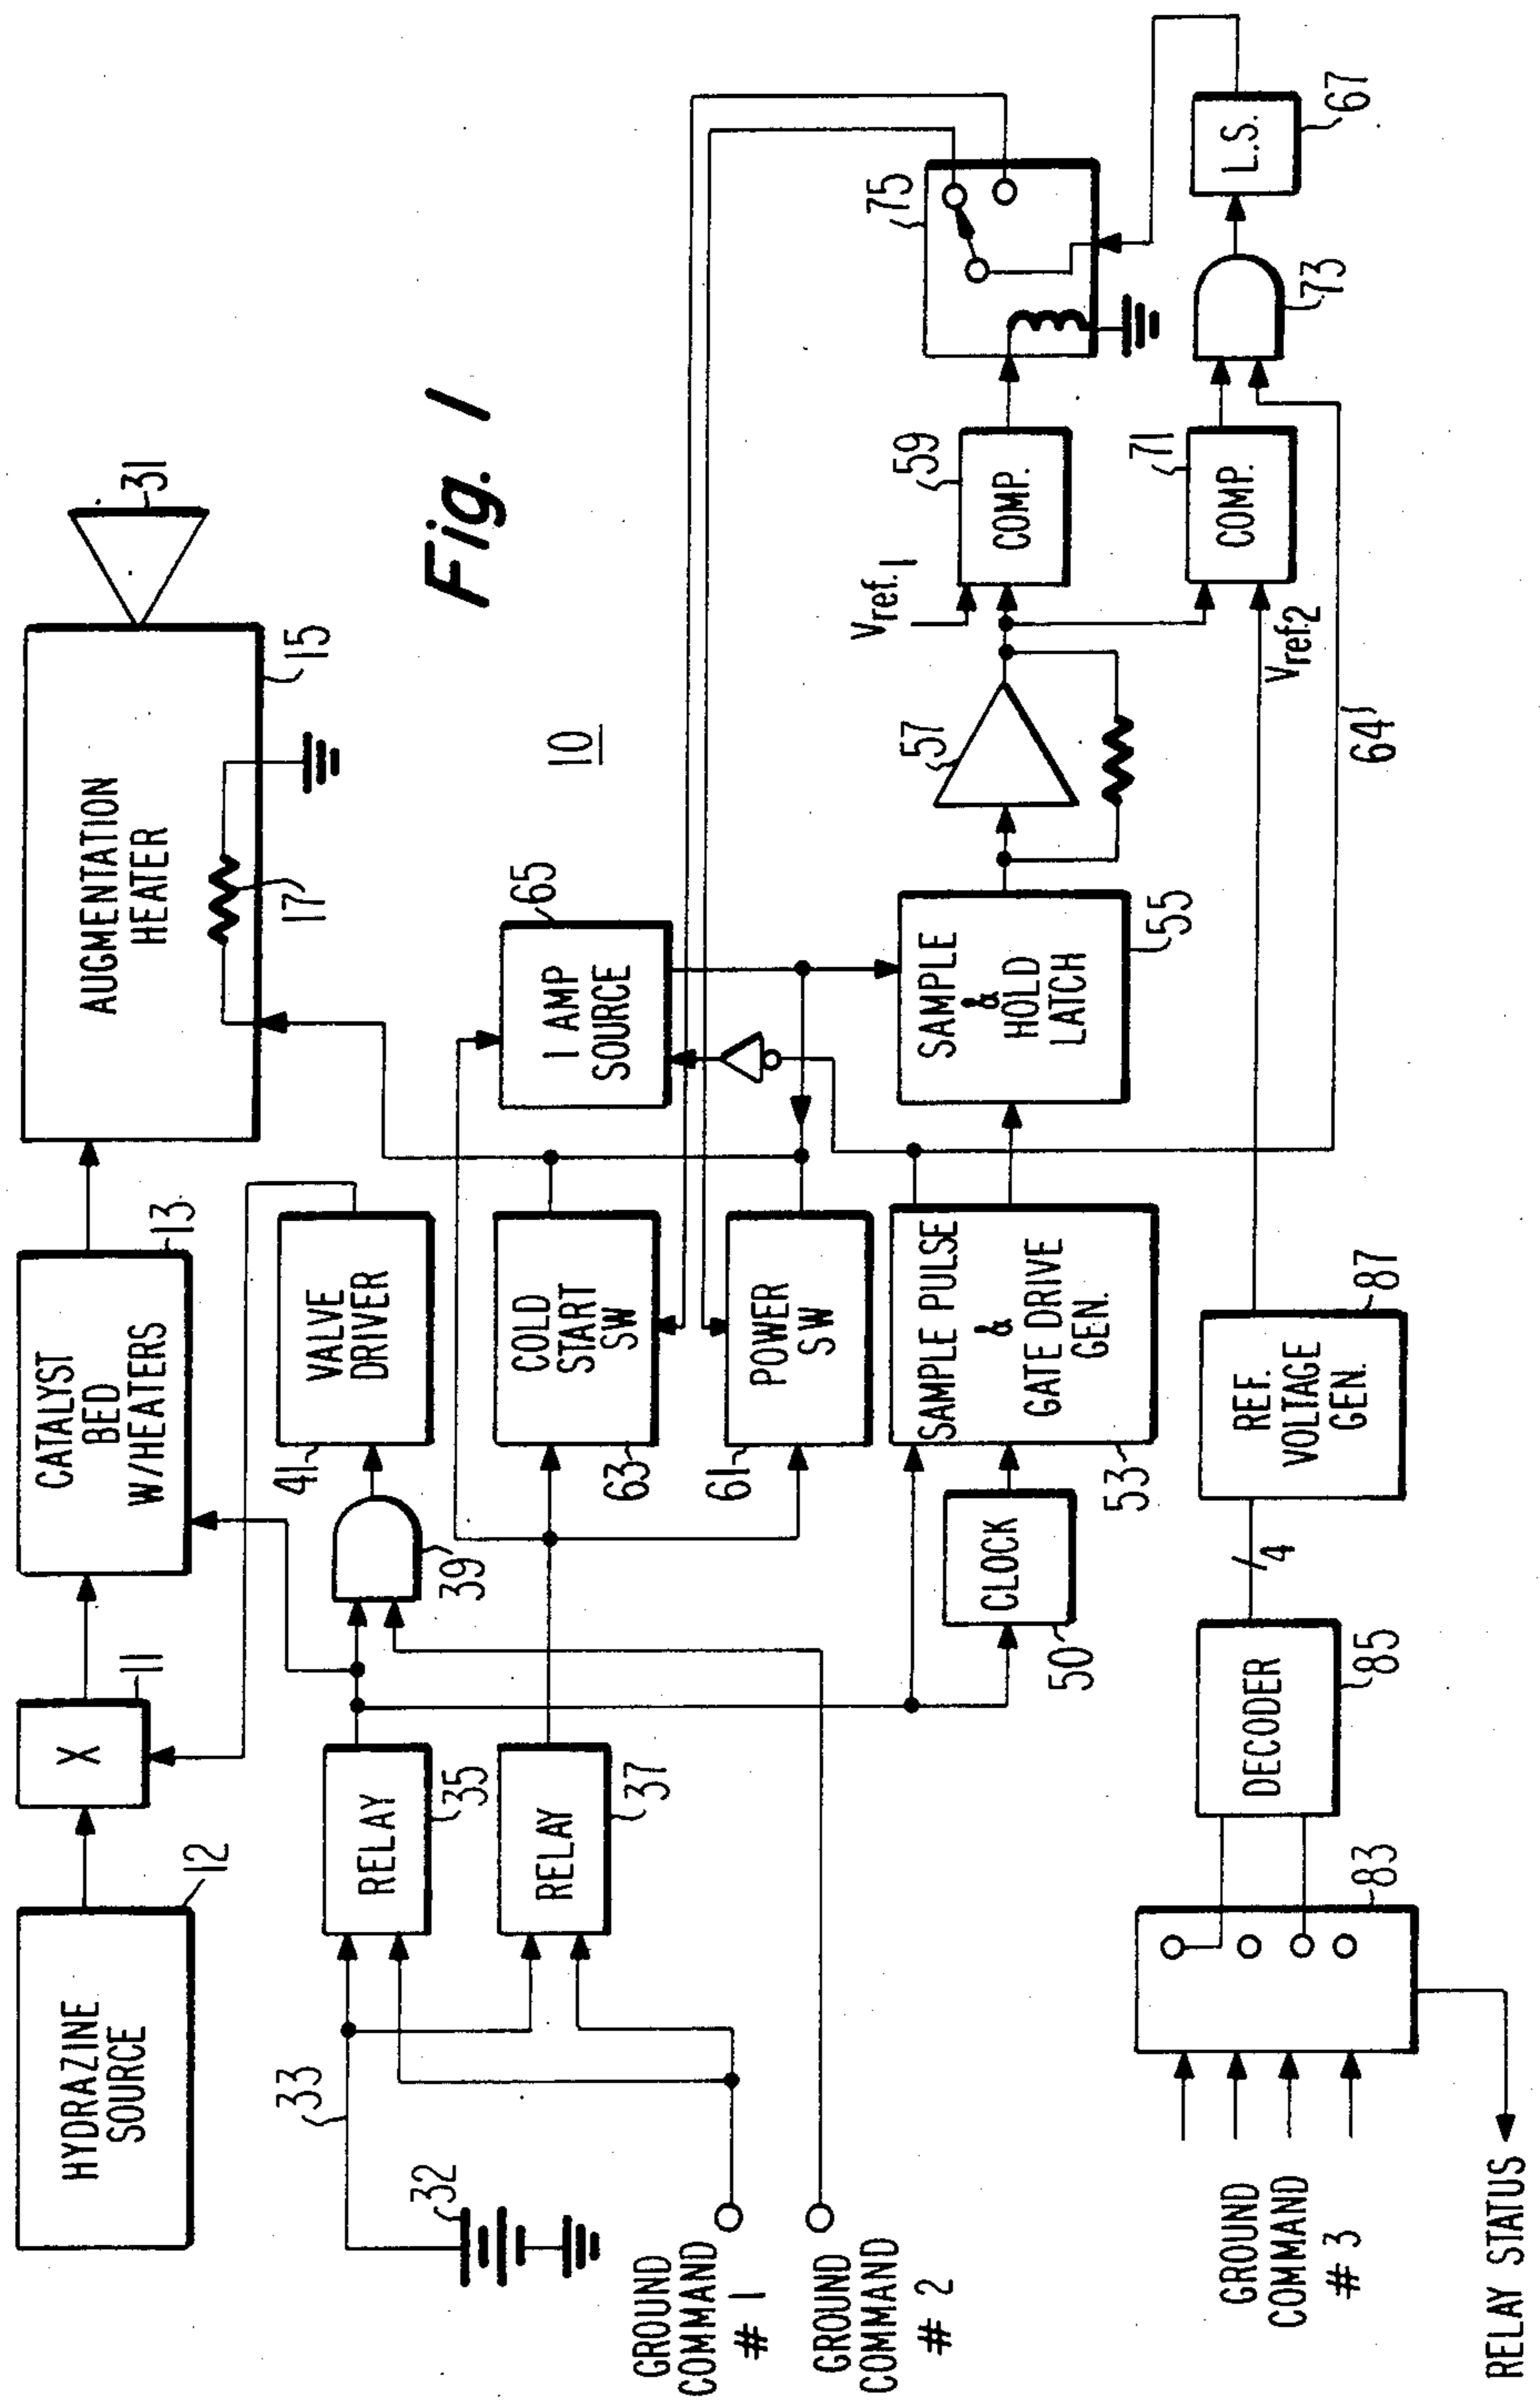 HYDRAZINE
SOURCE
12
X
11
CATALYST
BED
W/HEATERS
13
AUGMENTATION
HEATER
17
15
31
33
32
RELAY
35
RELAY
37
39
VALVE
DRIVER
41
COLD
START
SW
63
POWER
SW
61
1 AMP
SOURCE
65
10
Fig. 1
GROUND
COMMAND
# 1
GROUND
COMMAND
# 2
CLOCK
50
SAMPLE PULSE
&
GATE DRIVE
GEN.
53
SAMPLE
&
HOLD
LATCH
55
57
Vref.1
COMP.
59
75
COMP.
71
Vref.2
73
L.S.
67
64
GROUND
COMMAND
# 3
RELAY STATUS
83
DECODER
85
4
REF.
VOLTAGE
GEN.
87